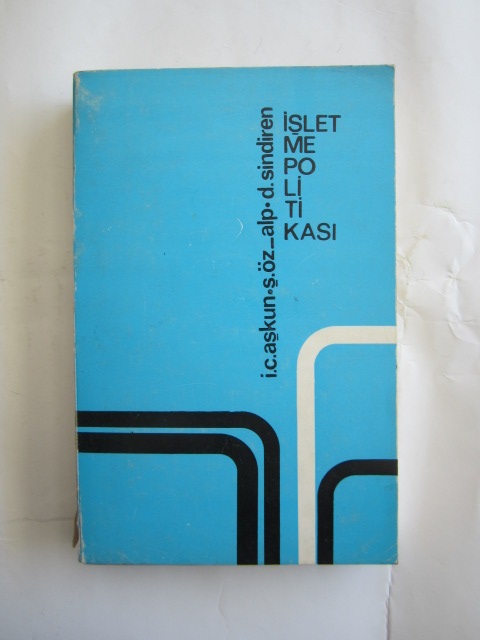 İŞLET
ME
PO
Lİ
Tİ
KASI
i.c.aşkun•ş.öz_alp•d.sindiren